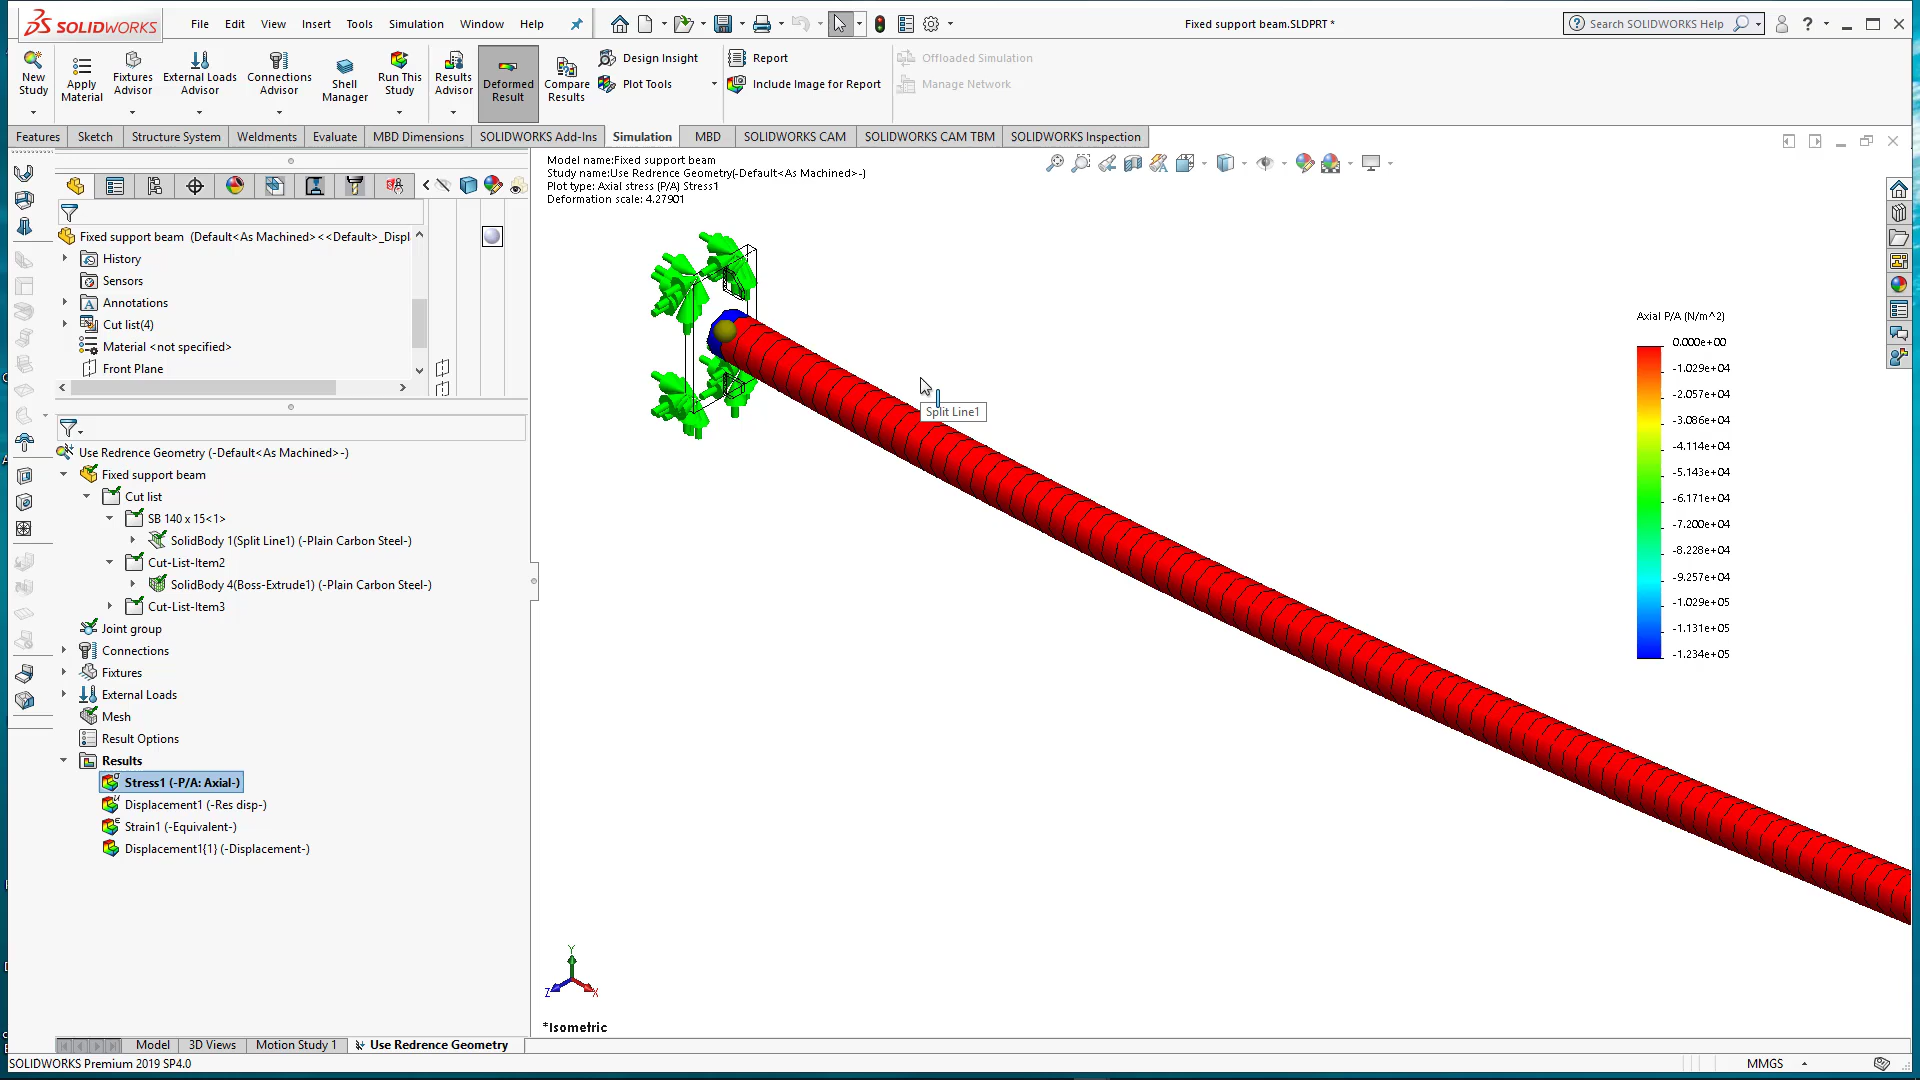 SOLIDWORKS
File Edit View Insert Tools Simulation Window Help
Fixed support beam.SLDPRT *
Search SOLIDWORKS Help
New Study
Apply Material
Fixtures Advisor
External Loads Advisor
Connections Advisor
Shell Manager
Run This Study
Results Advisor
Deformed Result
Compare Results
Design Insight
Plot Tools
Report
Include Image for Report
Offloaded Simulation
Manage Network
Features Sketch Structure System Weldments Evaluate MBD Dimensions SOLIDWORKS Add-Ins Simulation MBD SOLIDWORKS CAM SOLIDWORKS CAM TBM SOLIDWORKS Inspection
Fixed support beam (Default<As Machined><<Default>_Displ
History
Sensors
Annotations
Cut list(4)
Material <not specified>
Front Plane
Use Redrence Geometry (-Default<As Machined>-)
Fixed support beam
Cut list
SB 140 x 15<1>
SolidBody 1(Split Line1) (-Plain Carbon Steel-)
Cut-List-Item2
SolidBody 4(Boss-Extrude1) (-Plain Carbon Steel-)
Cut-List-Item3
Joint group
Connections
Fixtures
External Loads
Mesh
Result Options
Results
Stress1 (-P/A: Axial-)
Displacement1 (-Res disp-)
Strain1 (-Equivalent-)
Displacement1{1} (-Displacement-)
Model name:Fixed support beam
Study name:Use Redrence Geometry(-Default<As Machined>-)
Plot type: Axial stress (P/A) Stress1
Deformation scale: 4.27901
Split Line1
Axial P/A (N/m^2)
0.000e+00
-1.029e+04
-2.057e+04
-3.086e+04
-4.114e+04
-5.143e+04
-6.171e+04
-7.200e+04
-8.228e+04
-9.257e+04
-1.029e+05
-1.131e+05
-1.234e+05
Y
Z
X
*Isometric
Model 3D Views Motion Study 1 Use Redrence Geometry
SOLIDWORKS Premium 2019 SP4.0
MMGS